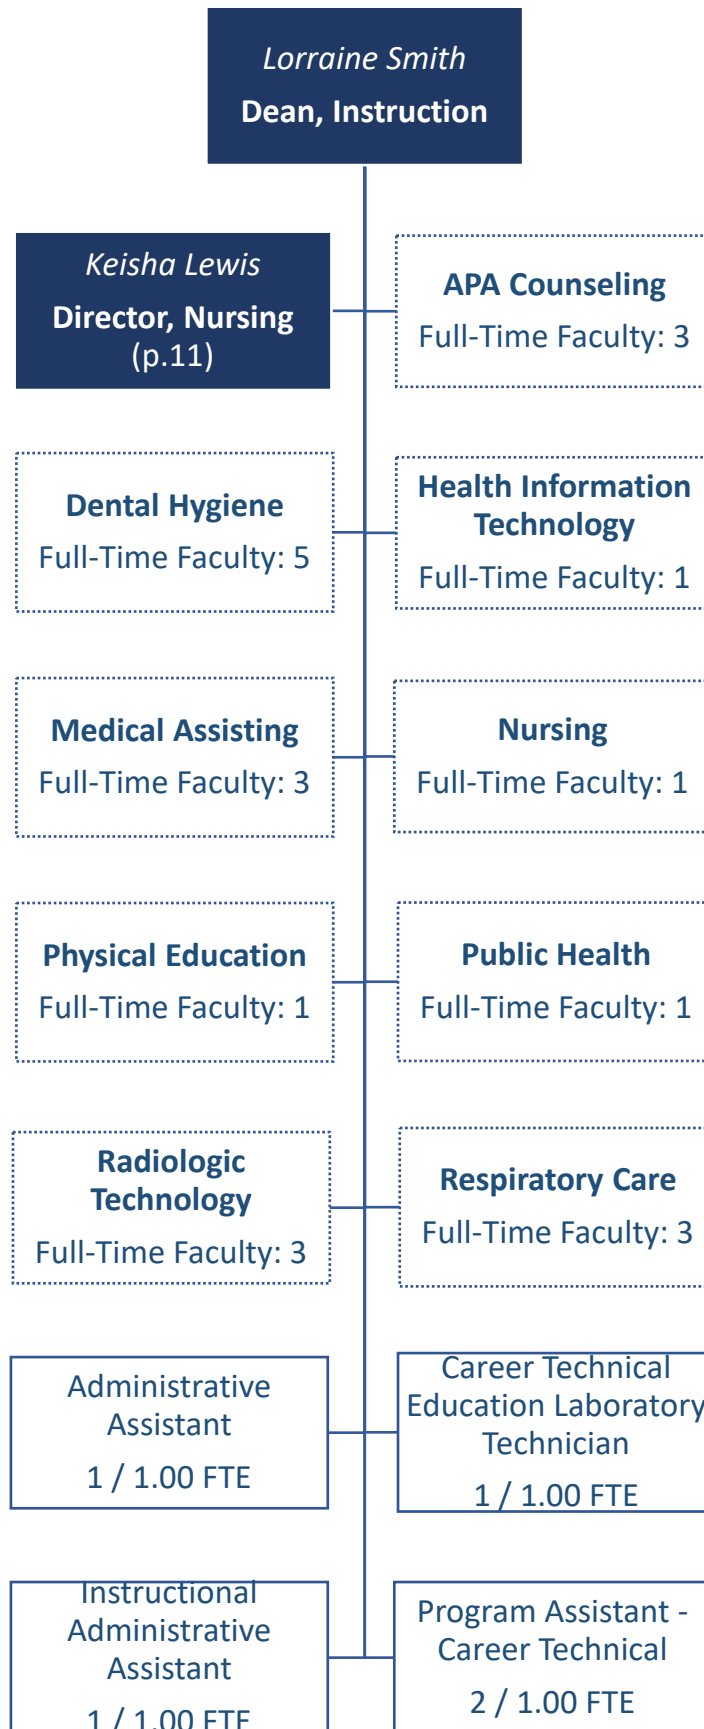 Lorraine Smith
Dean, Instruction
Keisha Lewis
Director, Nursing
(p.11)
APA Counseling
Full-Time Faculty: 3
Dental Hygiene
Full-Time Faculty: 5
Health Information
Technology
Full-Time Faculty: 1
Medical Assisting
Full-Time Faculty: 3
Nursing
Full-Time Faculty: 1
Physical Education
Full-Time Faculty: 1
Public Health
Full-Time Faculty: 1
Radiologic
Technology
Full-Time Faculty: 3
Respiratory Care
Full-Time Faculty: 3
Administrative
Assistant
1 / 1.00 FTE
Career Technical
Education Laboratory
Technician
1 / 1.00 FTE
Instructional
Administrative
Assistant
1 / 1.00 FTE
Program Assistant -
Career Technical
2 / 1.00 FTE